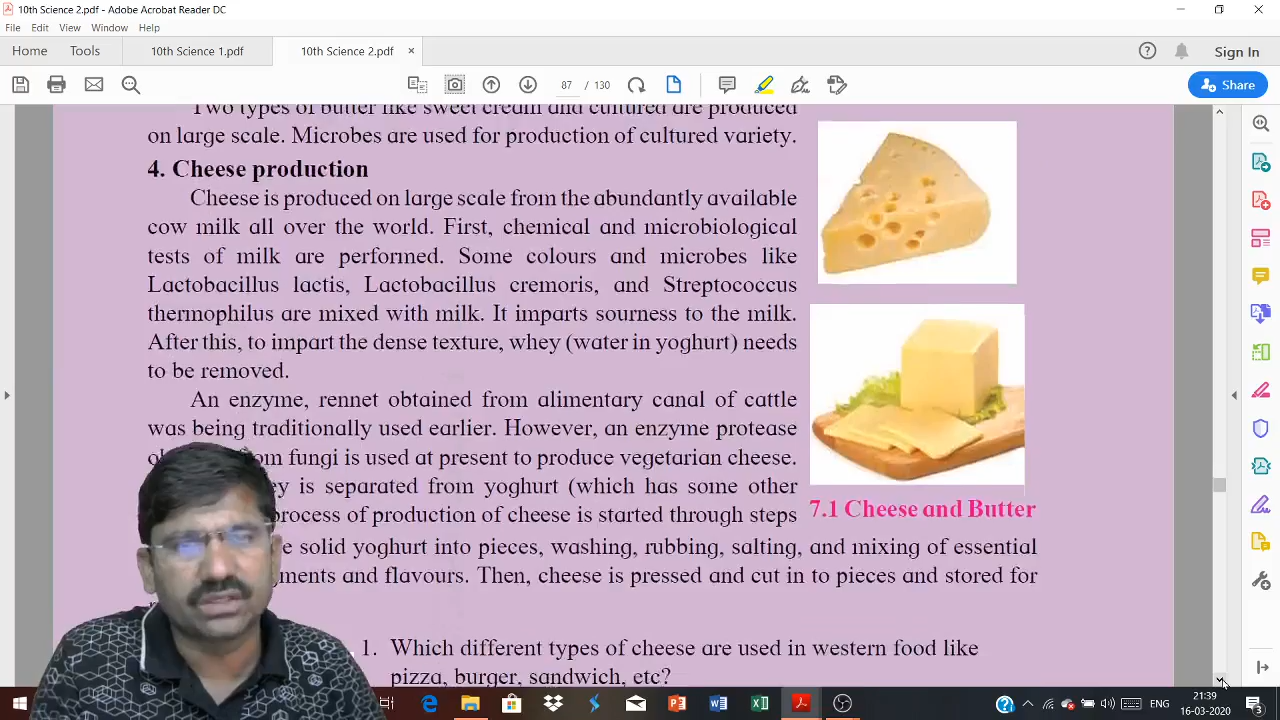 10th Science 2.pdf - Adobe Acrobat Reader DC
File Edit View Window Help
Home Tools 10th Science 1.pdf 10th Science 2.pdf × Sign In
87 / 130 Share
Two types of butter like sweet cream and cultured are produced
on large scale. Microbes are used for production of cultured variety.
4. Cheese production
Cheese is produced on large scale from the abundantly available
cow milk all over the world. First, chemical and microbiological
tests of milk are performed. Some colours and microbes like
Lactobacillus lactis, Lactobacillus cremoris, and Streptococcus
thermophilus are mixed with milk. It imparts sourness to the milk.
After this, to impart the dense texture, whey (water in yoghurt) needs
to be removed.
An enzyme, rennet obtained from alimentary canal of cattle
was being traditionally used earlier. However, an enzyme protease
fungi is used at present to produce vegetarian cheese.
is separated from yoghurt (which has some other
process of production of cheese is started through steps
7.1 Cheese and Butter
solid yoghurt into pieces, washing, rubbing, salting, and mixing of essential
and flavours. Then, cheese is pressed and cut in to pieces and stored for
1. Which different types of cheese are used in western food like
pizza, burger, sandwich, etc?
ENG
21:39
16-03-2020
3